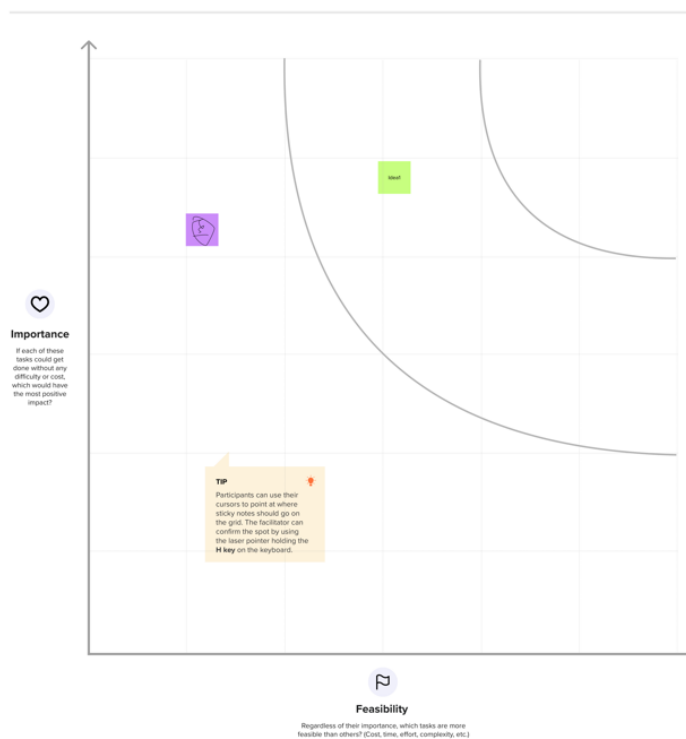 Idea1
Importance
If each of these
tasks could get
done without any
difficulty or cost,
which would have
the most positive
impact?
TIP
Participants can use their
cursors to point at where
sticky notes should go on
the grid. The facilitator can
confirm the spot by using
the laser pointer holding the
H key on the keyboard.
Feasibility
Regardless of their importance, which tasks are more
feasible than others? (Cost, time, effort, complexity, etc.)